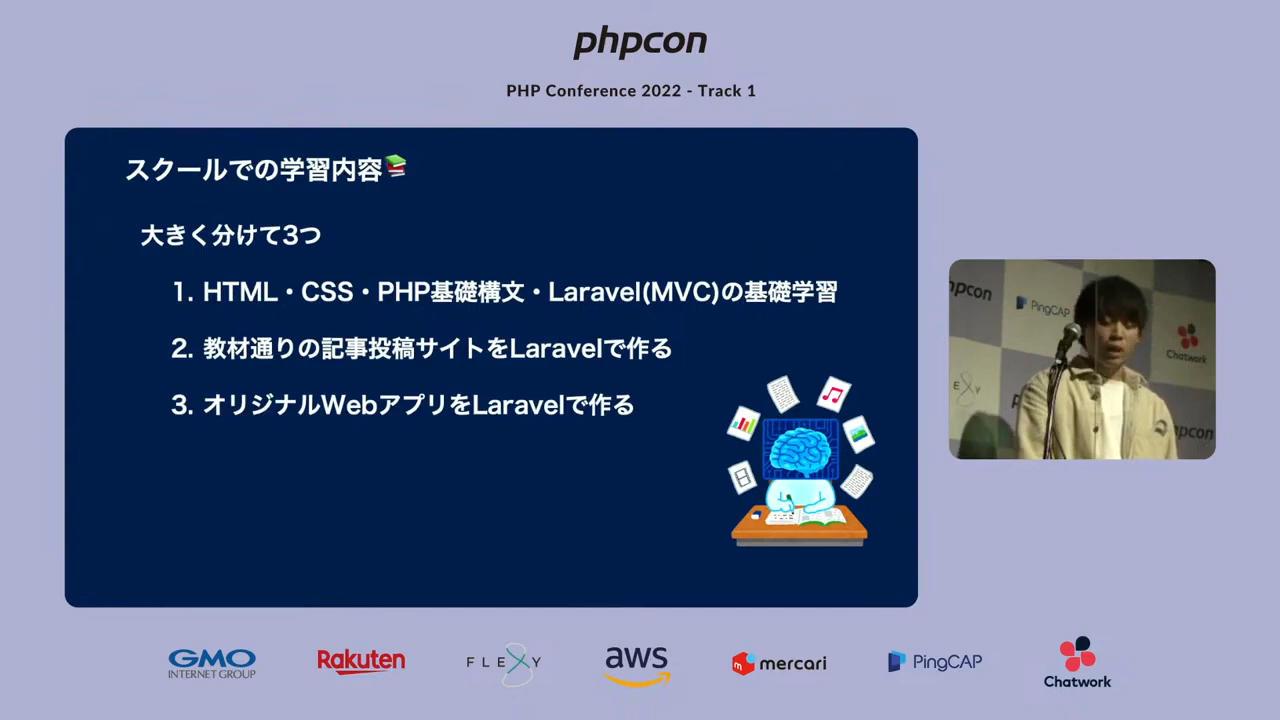 phpcon
PHP Conference 2022 - Track 1
スクールでの学習内容
大きく分けて3つ
1. HTML・CSS・PHP基礎構文・Laravel(MVC)の基礎学習
2. 教材通りの記事投稿サイトをLaravelで作る
3. オリジナルWebアプリをLaravelで作る
PingCAP
Chatwork
GMO
INTERNET GROUP
Rakuten
FLEXY
aws
mercari
PingCAP
Chatwork